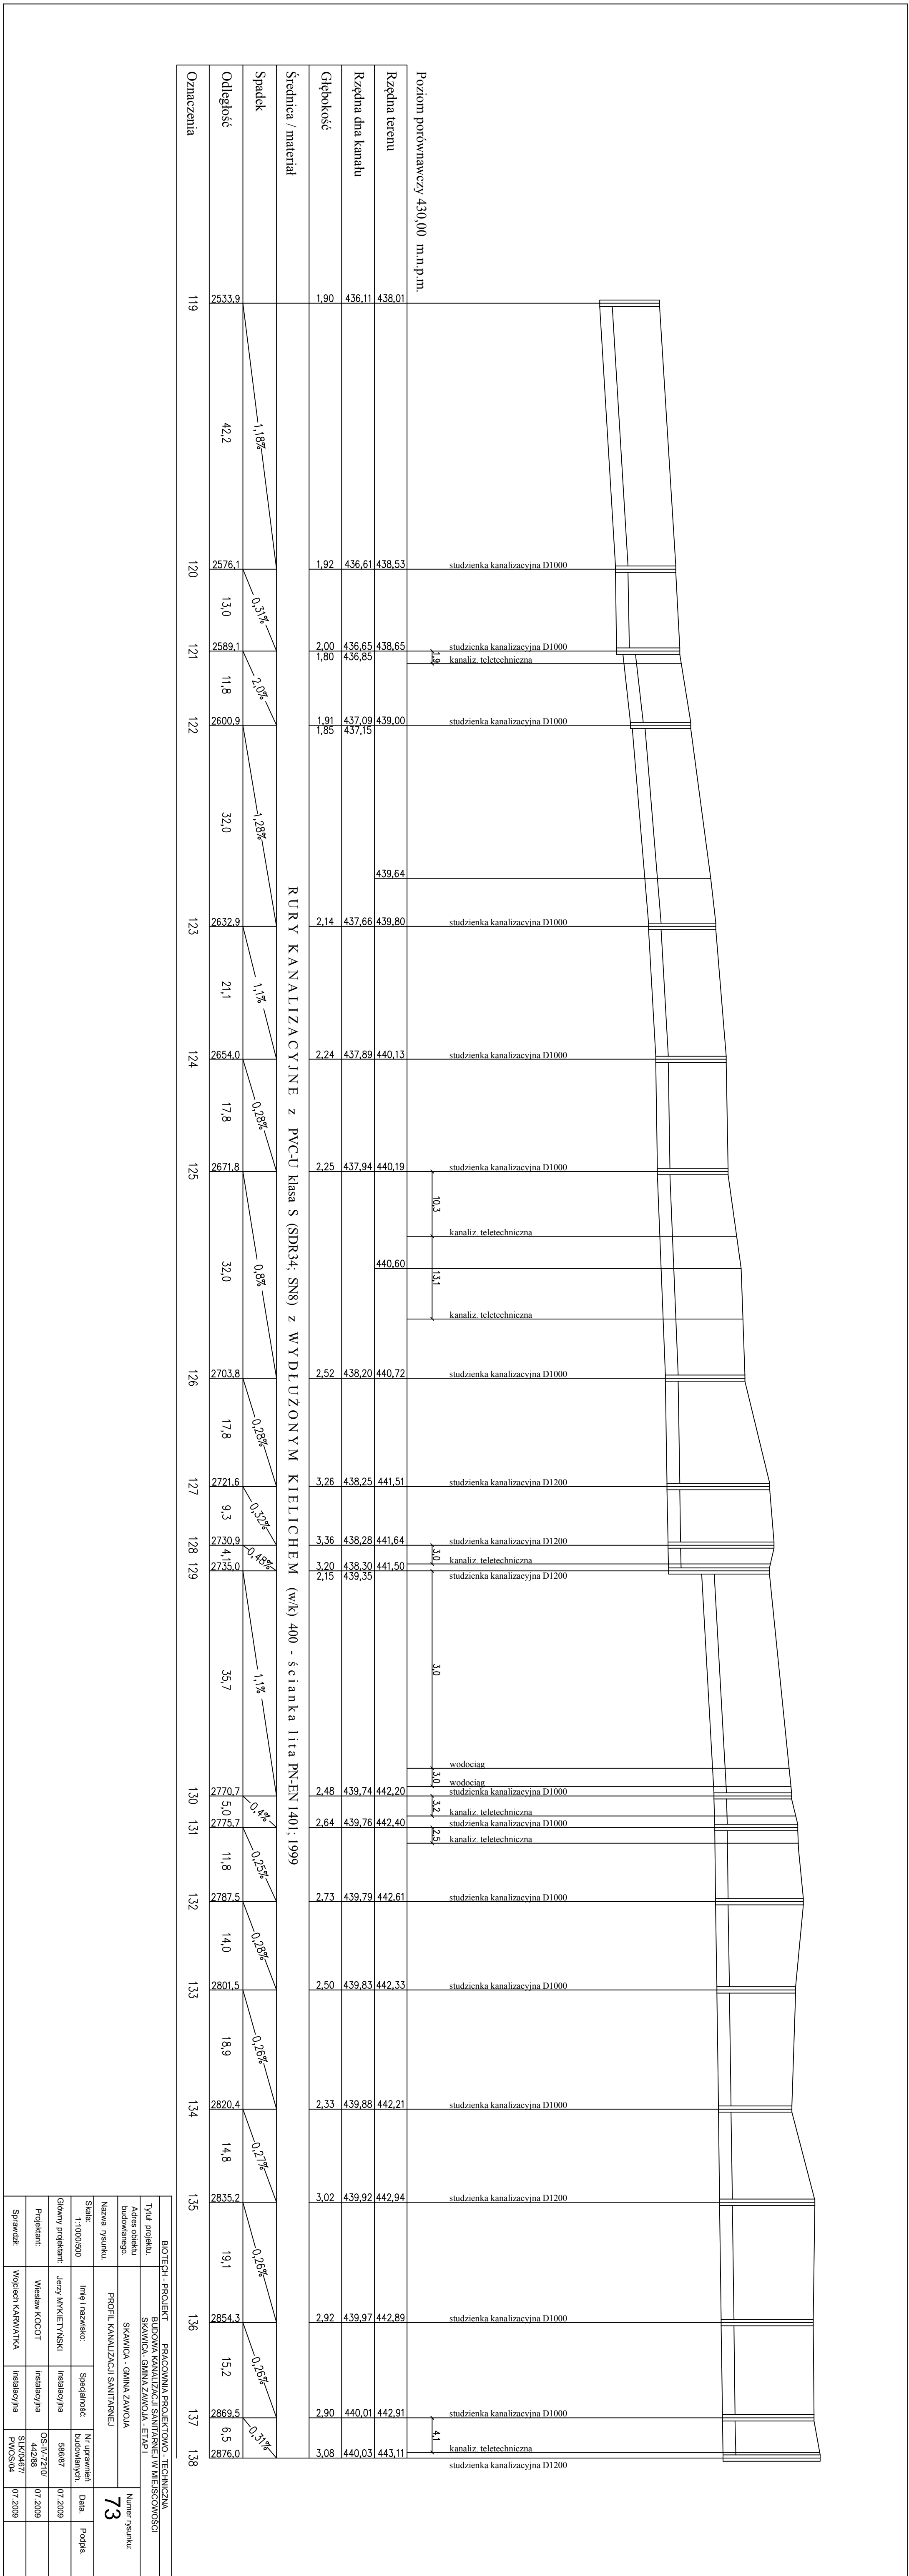 Poziom porównawczy 430,00 m.n.p.m.
Rzędna terenu
438,01 438,53 438,65 439,00 439,64 439,80 440,13 440,19 440,60 440,72 441,51 441,64 441,50 442,20 442,40 442,61 442,33 442,21 442,94 442,89 442,91 443,11
Rzędna dna kanału
436,11 436,61 436,65 436,85 437,09 437,15 437,66 437,89 437,94 438,20 438,25 438,28 438,30 439,35 439,74 439,76 439,79 439,83 439,88 439,92 439,97 440,01 440,03
Głębokość
1,90 1,92 2,00 1,80 1,91 1,85 2,14 2,24 2,25 2,52 3,26 3,36 3,20 2,15 2,48 2,64 2,73 2,50 2,33 3,02 2,92 2,90 3,08
Średnica / materiał
RURY KANALIZACYJNE z PVC-U klasa S (SDR34; SN8) z WYDŁUŻONYM KIELICHEM (w/k) 400 - ścianka lita PN-EN 1401: 1999
Spadek
1,18% 0,31% 2,0% 1,28% 1,1% 0,28% 0,8% 0,28% 0,32% 0,48% 1,1% 0,4% 0,25% 0,28% 0,26% 0,27% 0,26% 0,26% 0,31%
Odległość
2533,9 42,2 2576,1 13,0 2589,1 11,8 2600,9 32,0 2632,9 21,1 2654,0 17,8 2671,8 32,0 2703,8 17,8 2721,6 9,3 2730,9 4,1 2735,0 35,7 2770,7 5,0 2775,7 11,8 2787,5 14,0 2801,5 18,9 2820,4 14,8 2835,2 19,1 2854,3 15,2 2869,5 6,5 2876,0
Oznaczenia
119 120 121 122 123 124 125 126 127 128 129 130 131 132 133 134 135 136 137 138
studzienka kanalizacyjna D1000
studzienka kanalizacyjna D1000
1,9
kanaliz. teletechniczna
studzienka kanalizacyjna D1000
studzienka kanalizacyjna D1000
studzienka kanalizacyjna D1000
studzienka kanalizacyjna D1000
10,3
kanaliz. teletechniczna
13,1
kanaliz. teletechniczna
studzienka kanalizacyjna D1000
studzienka kanalizacyjna D1200
studzienka kanalizacyjna D1200
3,0
kanaliz. teletechniczna
studzienka kanalizacyjna D1200
3,0
wodociąg
3,0
wodociąg
studzienka kanalizacyjna D1000
3,2
kanaliz. teletechniczna
studzienka kanalizacyjna D1000
2,5
kanaliz. teletechniczna
studzienka kanalizacyjna D1000
studzienka kanalizacyjna D1000
studzienka kanalizacyjna D1000
studzienka kanalizacyjna D1200
studzienka kanalizacyjna D1000
studzienka kanalizacyjna D1000
4,1
kanaliz. teletechniczna
studzienka kanalizacyjna D1200
BIOTECH - PROJEKT PRACOWNIA PROJEKTOWO - TECHNICZNA
Tytuł projektu.
BUDOWA KANALIZACJI SANITARNEJ W MIEJSCOWOŚCI
SKAWICA- GMINA ZAWOJA - ETAP I
Adres obiektu
budowlanego.
SKAWICA - GMINA ZAWOJA
Numer rysunku:
73
Nazwa rysunku.
PROFIL KANALIZACJI SANITARNEJ
Skala:
1:1000/500
Imię i nazwisko:
Specjalność:
Nr uprawnień
budowlanych.
Data.
Podpis.
Główny projektant:
Jerzy MYKIETYŃSKI
instalacyjna
586/87
07.2009
Projektant:
Wiesław KOCOT
instalacyjna
OS-IV-7210/
442/88
07.2009
Sprawdził:
Wojciech KARWATKA
instalacyjna
SLK/0467/
PWOS/04
07.2009